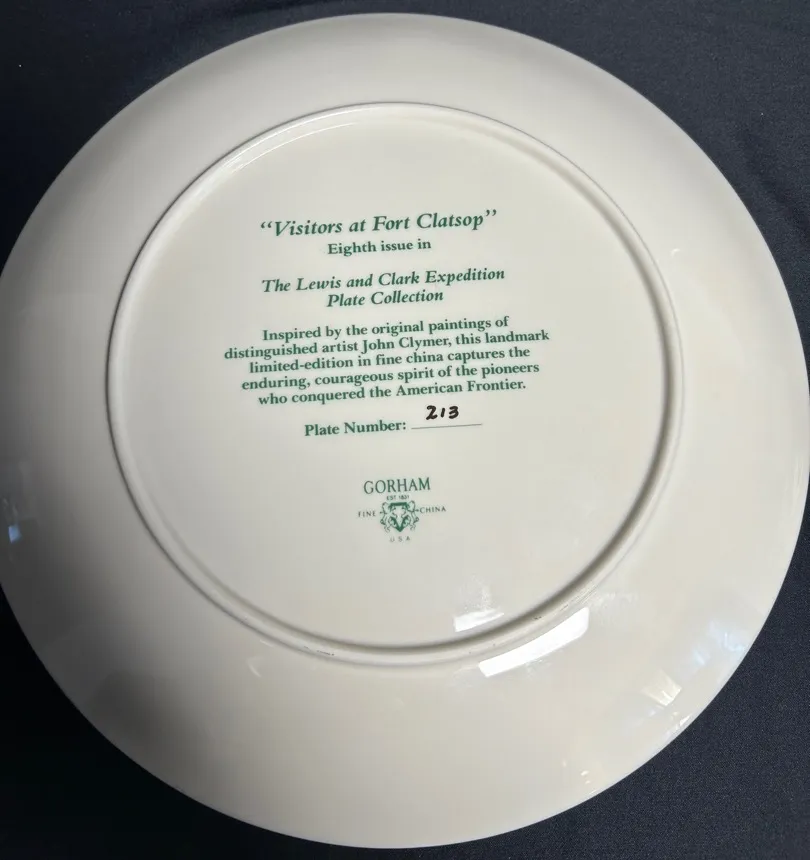 “Visitors at Fort Clatsop”
Eighth issue in
The Lewis and Clark Expedition
Plate Collection
Inspired by the original paintings of
distinguished artist John Clymer, this landmark
limited-edition in fine china captures the
enduring, courageous spirit of the pioneers
who conquered the American Frontier.
Plate Number: 213
GORHAM
EST 1831
FINE CHINA
USA